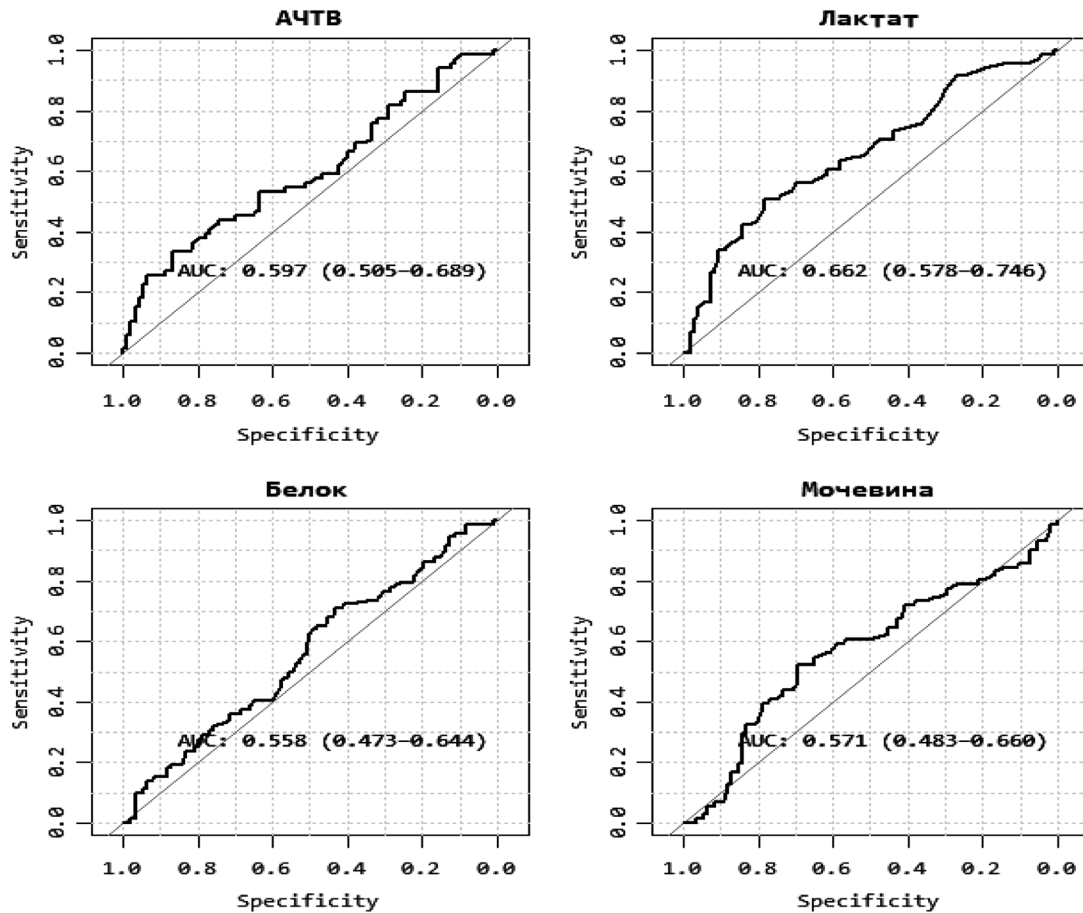 АЧТВ
Sensitivity
0.0 0.2 0.4 0.6 0.8 1.0
AUC: 0.597 (0.505–0.689)
1.0 0.8 0.6 0.4 0.2 0.0
Specificity
Лактат
Sensitivity
0.0 0.2 0.4 0.6 0.8 1.0
AUC: 0.662 (0.578–0.746)
1.0 0.8 0.6 0.4 0.2 0.0
Specificity
Белок
Sensitivity
0.0 0.2 0.4 0.6 0.8 1.0
AUC: 0.558 (0.473–0.644)
1.0 0.8 0.6 0.4 0.2 0.0
Specificity
Мочевина
Sensitivity
0.0 0.2 0.4 0.6 0.8 1.0
AUC: 0.571 (0.483–0.660)
1.0 0.8 0.6 0.4 0.2 0.0
Specificity